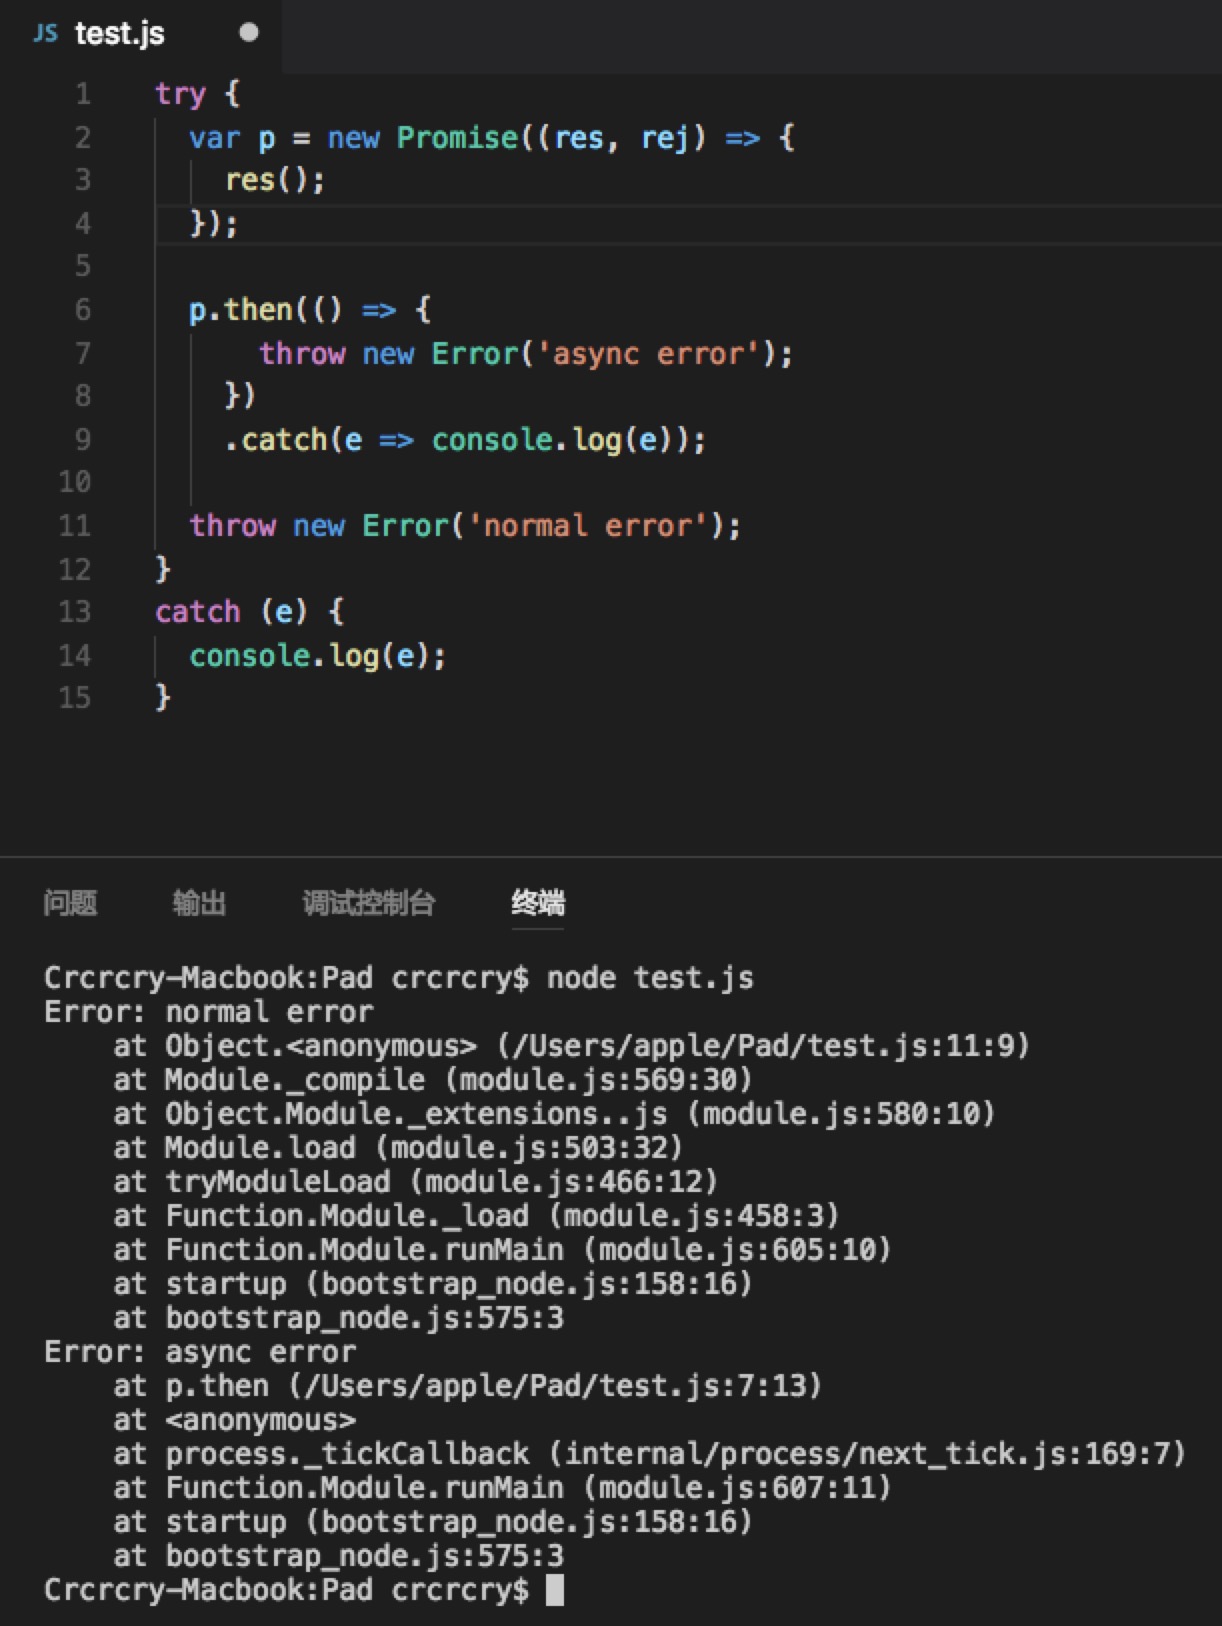 JS test.js
1 try {
2 var p = new Promise((res, rej) => {
3 res();
4 });
5
6 p.then(() => {
7 throw new Error('async error');
8 })
9 .catch(e => console.log(e));
10
11 throw new Error('normal error');
12 }
13 catch (e) {
14 console.log(e);
15 }
问题 输出 调试控制台 终端
Crcrcry-Macbook:Pad crcrcry$ node test.js
Error: normal error
at Object.<anonymous> (/Users/apple/Pad/test.js:11:9)
at Module._compile (module.js:569:30)
at Object.Module._extensions..js (module.js:580:10)
at Module.load (module.js:503:32)
at tryModuleLoad (module.js:466:12)
at Function.Module._load (module.js:458:3)
at Function.Module.runMain (module.js:605:10)
at startup (bootstrap_node.js:158:16)
at bootstrap_node.js:575:3
Error: async error
at p.then (/Users/apple/Pad/test.js:7:13)
at <anonymous>
at process._tickCallback (internal/process/next_tick.js:169:7)
at Function.Module.runMain (module.js:607:11)
at startup (bootstrap_node.js:158:16)
at bootstrap_node.js:575:3
Crcrcry-Macbook:Pad crcrcry$